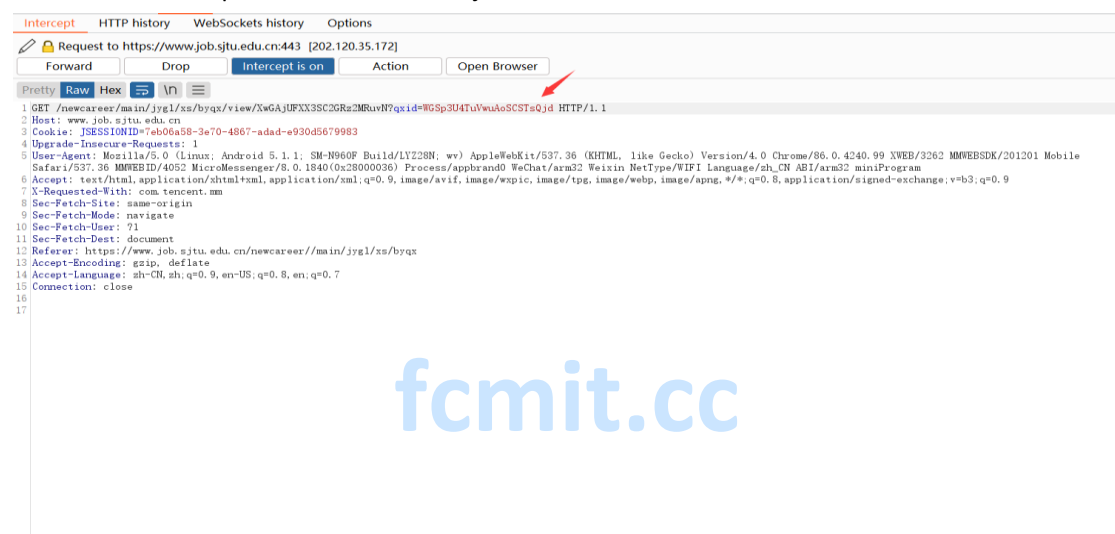 Intercept HTTP history WebSockets history Options
Request to https://www.job.sjtu.edu.cn:443 [202.120.35.172]
Forward Drop Intercept is on Action Open Browser
Pretty Raw Hex \n
1 GET /newcareer/main/jygl/xs/byqx/view/XwGAjUFXX3SC2GRz2MRuvN?qxid=WGSp3U4TuVwuAoSCSTsQjd HTTP/1.1
2 Host: www.job.sjtu.edu.cn
3 Cookie: JSESSIONID=7eb06a58-3e70-4867-adad-e930d5679983
4 Upgrade-Insecure-Requests: 1
5 User-Agent: Mozilla/5.0 (Linux; Android 5.1.1; SM-N960F Build/LYZ28N; wv) AppleWebKit/537.36 (KHTML, like Gecko) Version/4.0 Chrome/86.0.4240.99 XWEB/3262 MMWEBSDK/201201 Mobile
Safari/537.36 MMWEBID/4052 MicroMessenger/8.0.1840(0x28000036) Process/appbrand0 WeChat/arm32 Weixin NetType/WIFI Language/zh_CN ABI/arm32 miniProgram
6 Accept: text/html,application/xhtml+xml,application/xml;q=0.9,image/avif,image/wxpic,image/tpg,image/webp,image/apng,*/*;q=0.8,application/signed-exchange;v=b3;q=0.9
7 X-Requested-With: com.tencent.mm
8 Sec-Fetch-Site: same-origin
9 Sec-Fetch-Mode: navigate
10 Sec-Fetch-User: ?1
11 Sec-Fetch-Dest: document
12 Referer: https://www.job.sjtu.edu.cn/newcareer//main/jygl/xs/byqx
13 Accept-Encoding: gzip, deflate
14 Accept-Language: zh-CN,zh;q=0.9,en-US;q=0.8,en;q=0.7
15 Connection: close
16
17
fcmit.cc